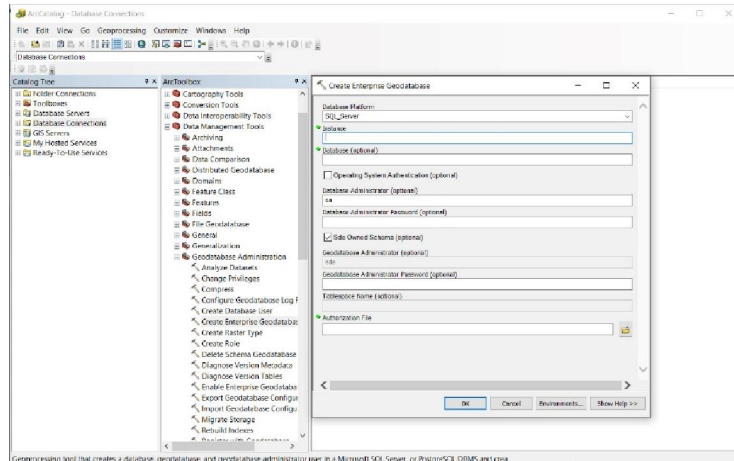 ArcCatalog - Database Connections
File Edit View Go Geoprocessing Customize Windows Help
Database Connections
Catalog Tree
Folder Connections
Toolboxes
Database Servers
Database Connections
GIS Servers
My Hosted Services
Ready-To-Use Services
ArcToolbox
Cartography Tools
Conversion Tools
Data Interoperability Tools
Data Management Tools
Archiving
Attachments
Data Comparison
Distributed Geodatabase
Domains
Feature Class
Features
Fields
File Geodatabase
General
Generalization
Geodatabase Administration
Analyze Datasets
Change Privileges
Compress
Configure Geodatabase Log F
Create Database User
Create Enterprise Geodatabas
Create Raster Type
Create Role
Delete Schema Geodatabase
Diagnose Version Metadata
Diagnose Version Tables
Enable Enterprise Geodataba
Export Geodatabase Configur
Import Geodatabase Configu
Migrate Storage
Rebuild Indexes
Create Enterprise Geodatabase
Database Platform
SQL_Server
Instance
Database (optional)
Operating System Authentication (optional)
Database Administrator (optional)
sa
Database Administrator Password (optional)
Sde Owned Schema (optional)
Geodatabase Administrator (optional)
sde
Geodatabase Administrator Password (optional)
Tablespace Name (optional)
Authorization File
OK Cancel Environments... Show Help >>
Geoprocessing tool that creates a database, geodatabase, and geodatabase administrator user in a Microsoft SQL Server, or PostgreSQL DBMS and crea